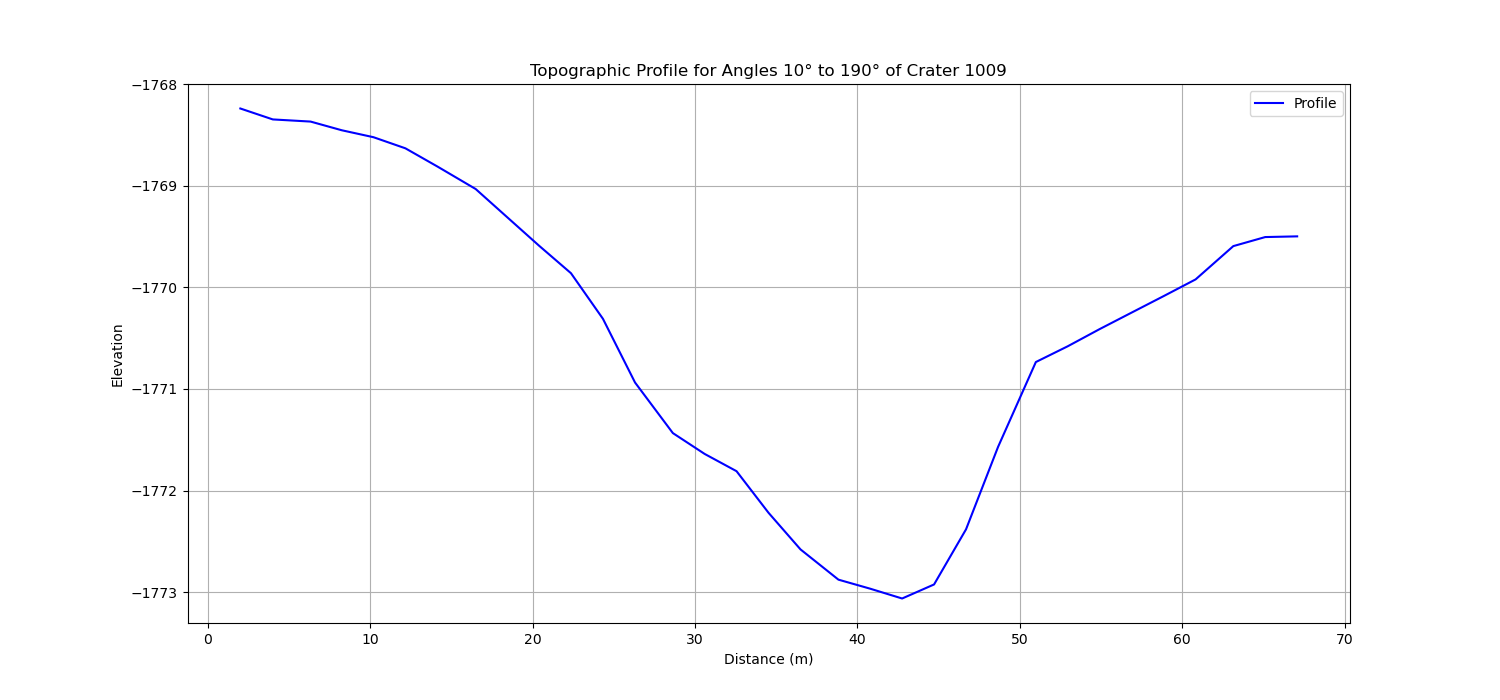 Topographic Profile for Angles 10° to 190° of Crater 1009
Profile
−1768
−1769
−1770
−1771
−1772
−1773
Elevation
0 10 20 30 40 50 60 70
Distance (m)